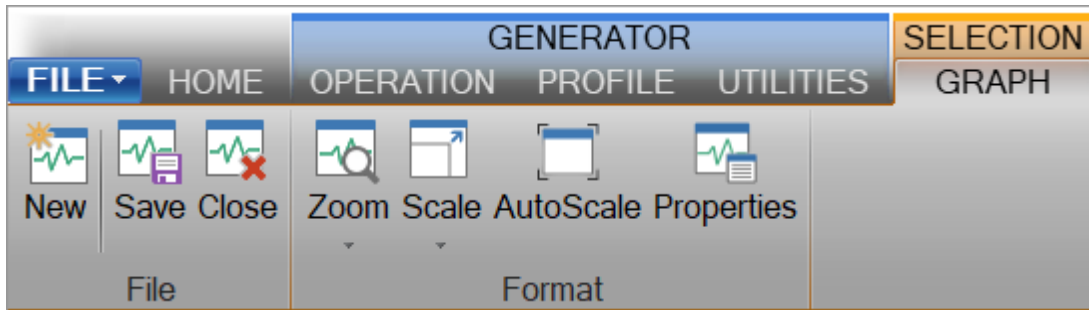 GENERATOR SELECTION
FILE HOME OPERATION PROFILE UTILITIES GRAPH
New Save Close Zoom Scale AutoScale Properties
File Format